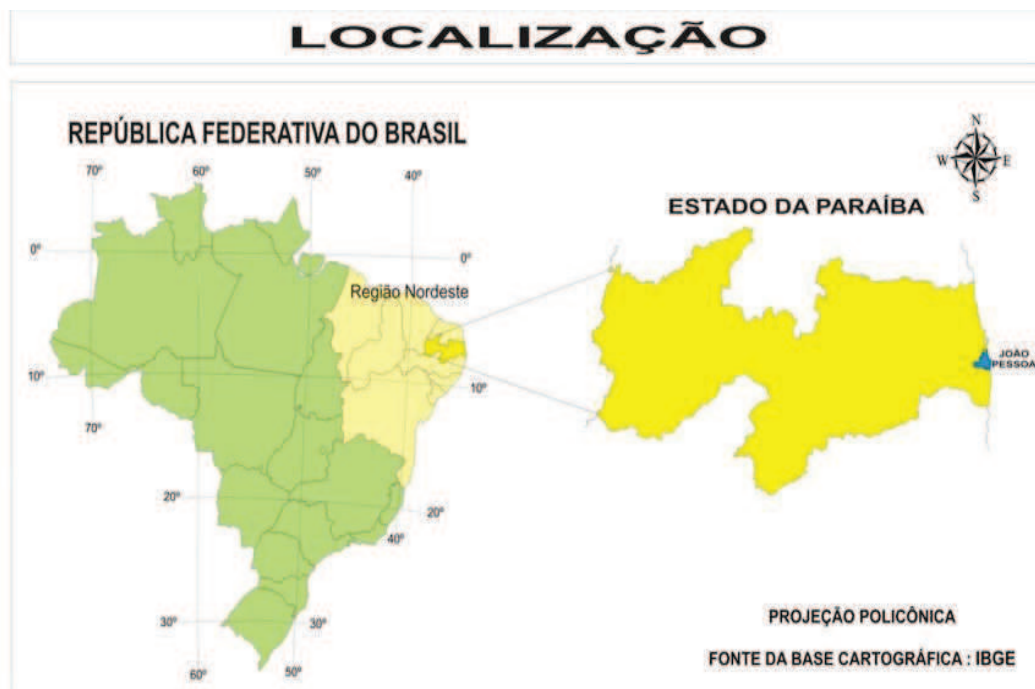 LOCALIZAÇÃO
REPÚBLICA FEDERATIVA DO BRASIL
N
W
E
S
ESTADO DA PARAÍBA
70º
60º
50º
40º
0º
0º
Região Nordeste
JOÃO
PESSOA
10º
10º
70º
20º
20º
40º
30º
30º
60º
50º
PROJEÇÃO POLICÔNICA
FONTE DA BASE CARTOGRÁFICA : IBGE